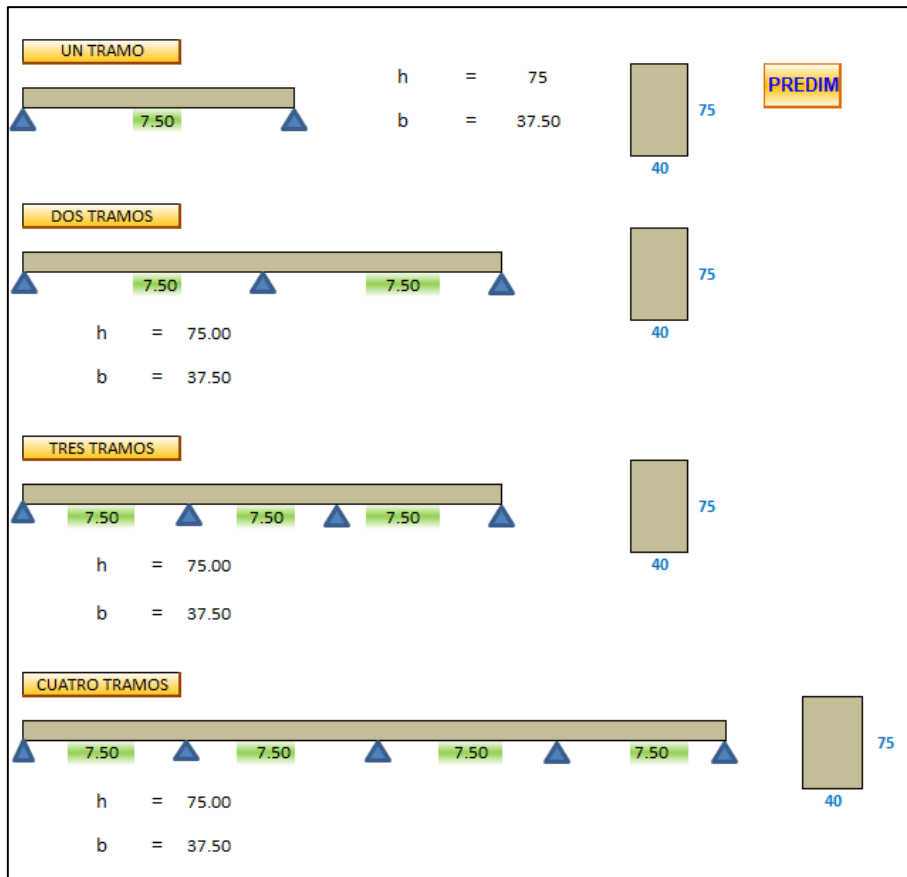 UN TRAMO
h = 75
PREDIM
75
7.50
b = 37.50
40
DOS TRAMOS
75
7.50 7.50
40
h = 75.00
b = 37.50
TRES TRAMOS
75
7.50 7.50 7.50
40
h = 75.00
b = 37.50
CUATRO TRAMOS
75
7.50 7.50 7.50 7.50
40
h = 75.00
b = 37.50